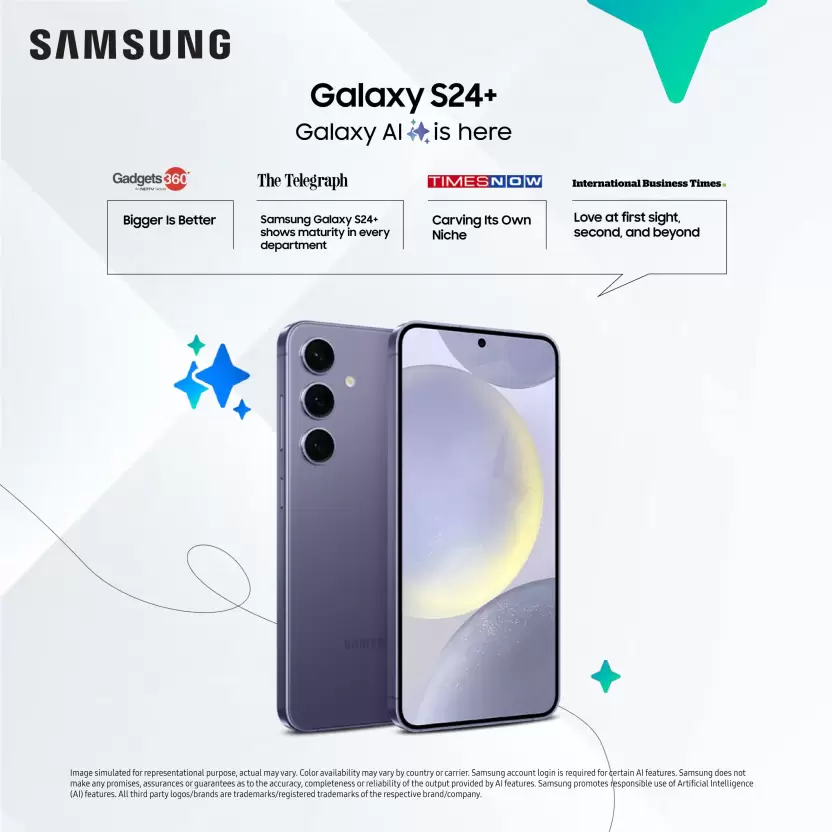 SAMSUNG
Galaxy S24+
Galaxy AI is here
Gadgets 360
An NDTV Venture
The Telegraph
TIMES NOW
International Business Times.
Bigger Is Better
Samsung Galaxy S24+
shows maturity in every
department
Carving Its Own
Niche
Love at first sight,
second, and beyond
SAMSUNG
Image simulated for representational purpose, actual may vary. Color availability may vary by country or carrier. Samsung account login is required for certain AI features. Samsung does not
make any promises, assurances or guarantees as to the accuracy, completeness or reliability of the output provided by AI features. Samsung promotes responsible use of Artificial Intelligence
(AI) features. All third party logos/brands are trademarks/registered trademarks of the respective brand/company.